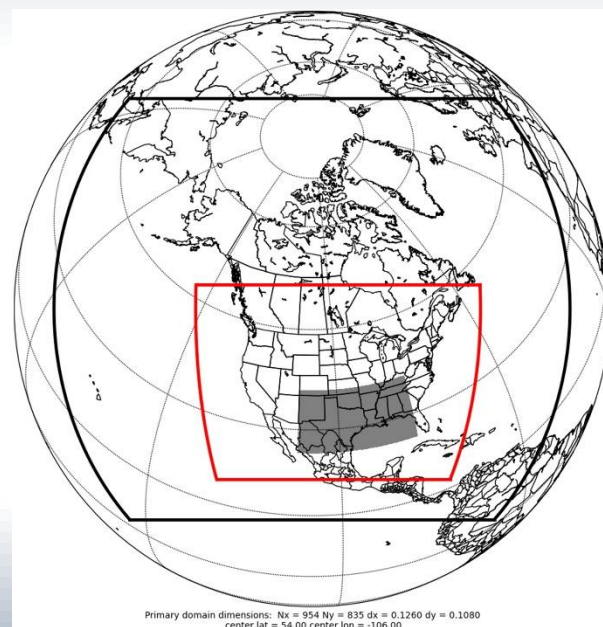 Primary domain dimensions: Nx = 954 Ny = 835 dx = 0.1260 dy = 0.1080
center lat = 54.00 center lon = -106.00